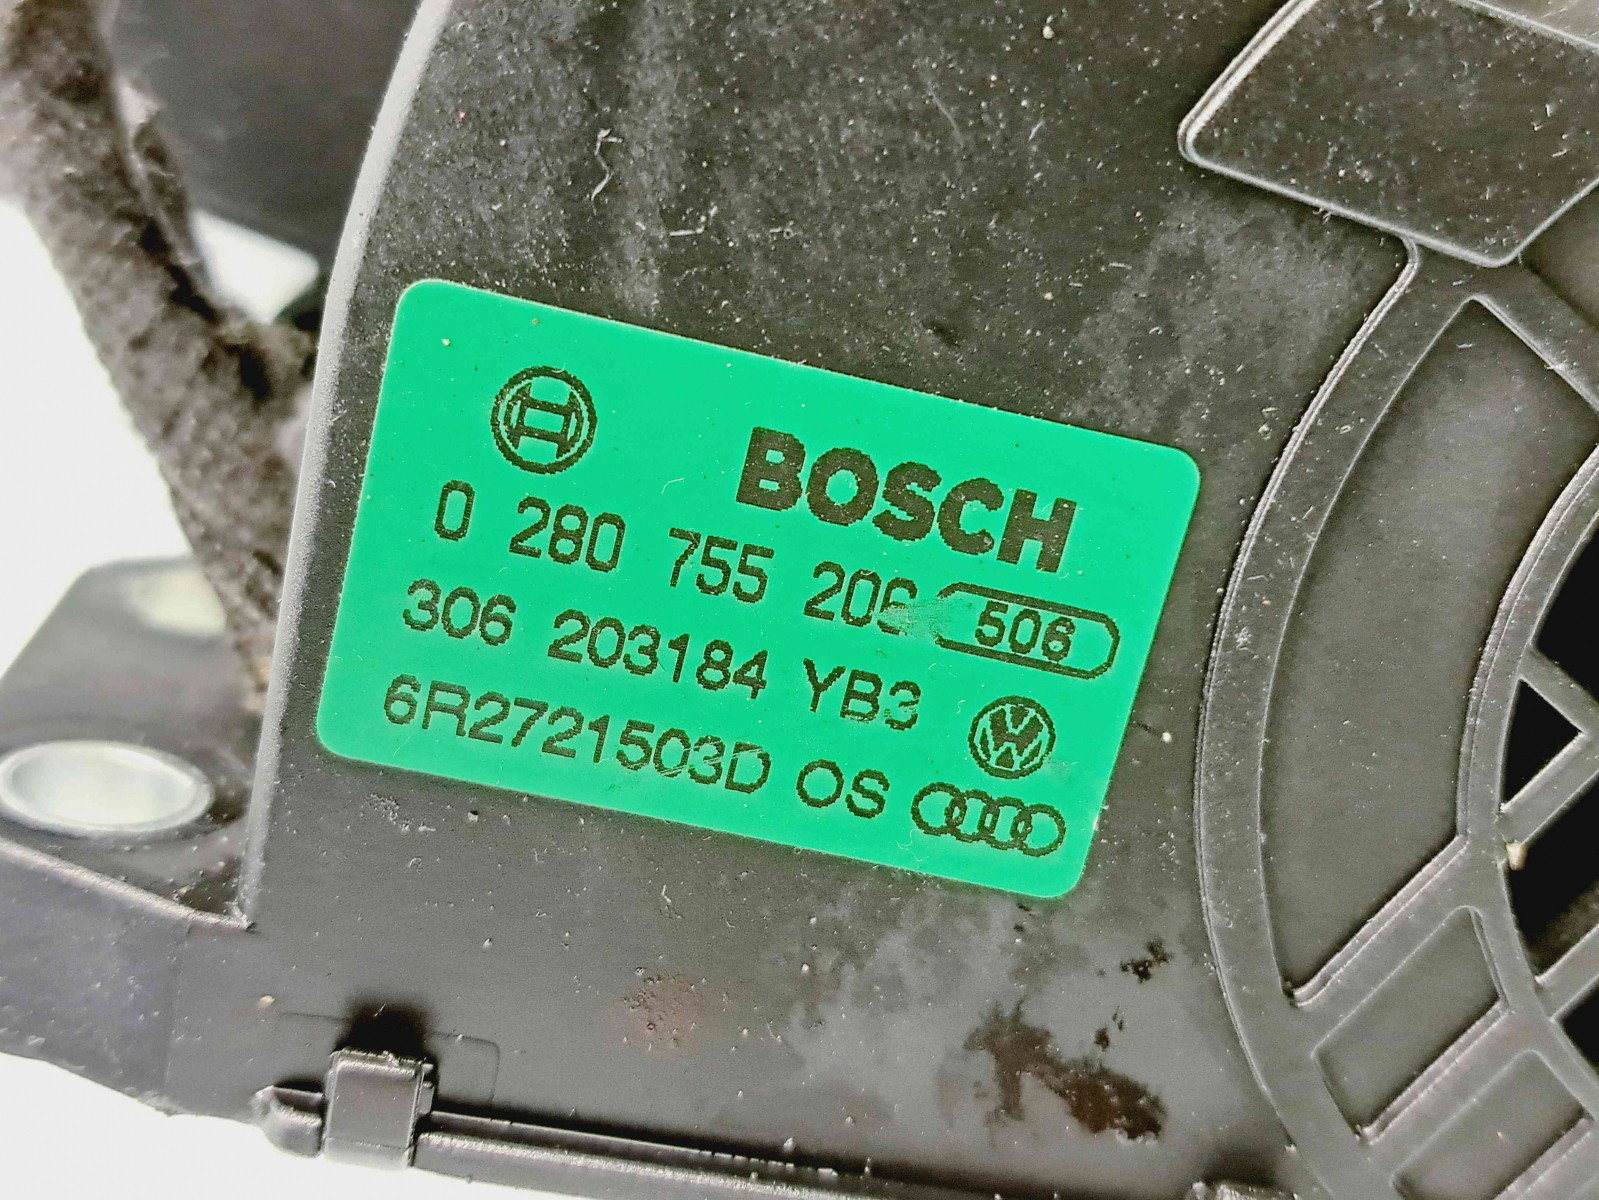 BOSCH
0 280 755 206 506
306 203184 YB3
6R2721503D OS